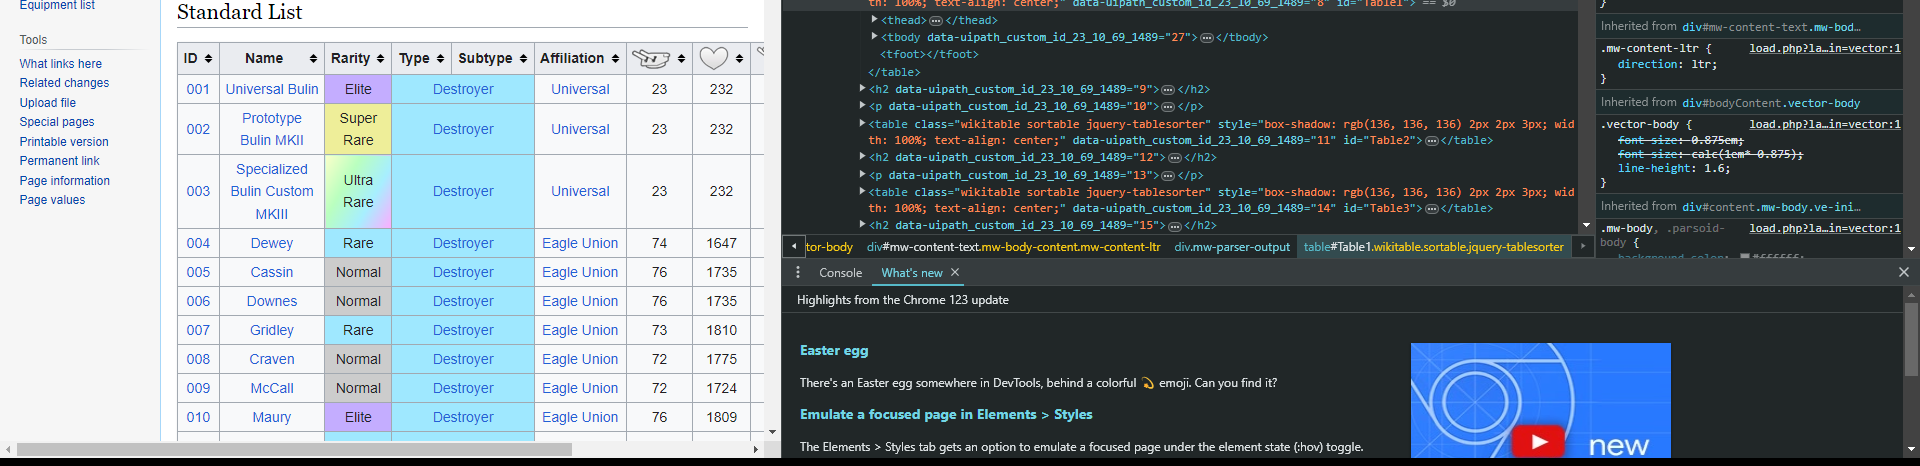 Equipment list
Tools
What links here
Related changes
Upload file
Special pages
Printable version
Permanent link
Page information
Page values
Standard List
ID Name Rarity Type Subtype Affiliation
001 Universal Bulin Elite Destroyer Universal 23 232
002 Prototype Bulin MKII Super Rare Destroyer Universal 23 232
003 Specialized Bulin Custom MKIII Ultra Rare Destroyer Universal 23 232
004 Dewey Rare Destroyer Eagle Union 74 1647
005 Cassin Normal Destroyer Eagle Union 76 1735
006 Downes Normal Destroyer Eagle Union 76 1735
007 Gridley Rare Destroyer Eagle Union 73 1810
008 Craven Normal Destroyer Eagle Union 72 1775
009 McCall Normal Destroyer Eagle Union 72 1724
010 Maury Elite Destroyer Eagle Union 76 1809
th: 100%; text-align: center;" data-uipath_custom_id_23_10_69_1489="8" id="Table1"> == $0
<thead>…</thead>
<tbody data-uipath_custom_id_23_10_69_1489="27">…</tbody>
<tfoot></tfoot>
</table>
<h2 data-uipath_custom_id_23_10_69_1489="9">…</h2>
<p data-uipath_custom_id_23_10_69_1489="10">…</p>
<table class="wikitable sortable jquery-tablesorter" style="box-shadow: rgb(136, 136, 136) 2px 2px 3px; wid
th: 100%; text-align: center;" data-uipath_custom_id_23_10_69_1489="11" id="Table2">…</table>
<h2 data-uipath_custom_id_23_10_69_1489="12">…</h2>
<p data-uipath_custom_id_23_10_69_1489="13">…</p>
<table class="wikitable sortable jquery-tablesorter" style="box-shadow: rgb(136, 136, 136) 2px 2px 3px; wid
th: 100%; text-align: center;" data-uipath_custom_id_23_10_69_1489="14" id="Table3">…</table>
<h2 data-uipath_custom_id_23_10_69_1489="15">…</h2>
tor-body div#mw-content-text.mw-body-content.mw-content-ltr div.mw-parser-output table#Table1.wikitable.sortable.jquery-tablesorter
}
Inherited from div#mw-content-text.mw-bod…
.mw-content-ltr { load.php?la…in=vector:1
direction: ltr;
}
Inherited from div#bodyContent.vector-body
.vector-body { load.php?la…in=vector:1
font-size: 0.875em;
font-size: calc(1em* 0.875);
line-height: 1.6;
}
Inherited from div#content.mw-body.ve-ini…
.mw-body, .parsoid-body { load.php?la…in=vector:1
background-color: #ffffff;
Console What's new
Highlights from the Chrome 123 update
Easter egg
There's an Easter egg somewhere in DevTools, behind a colorful 💫 emoji. Can you find it?
Emulate a focused page in Elements > Styles
The Elements > Styles tab gets an option to emulate a focused page under the element state (:hov) toggle.
new